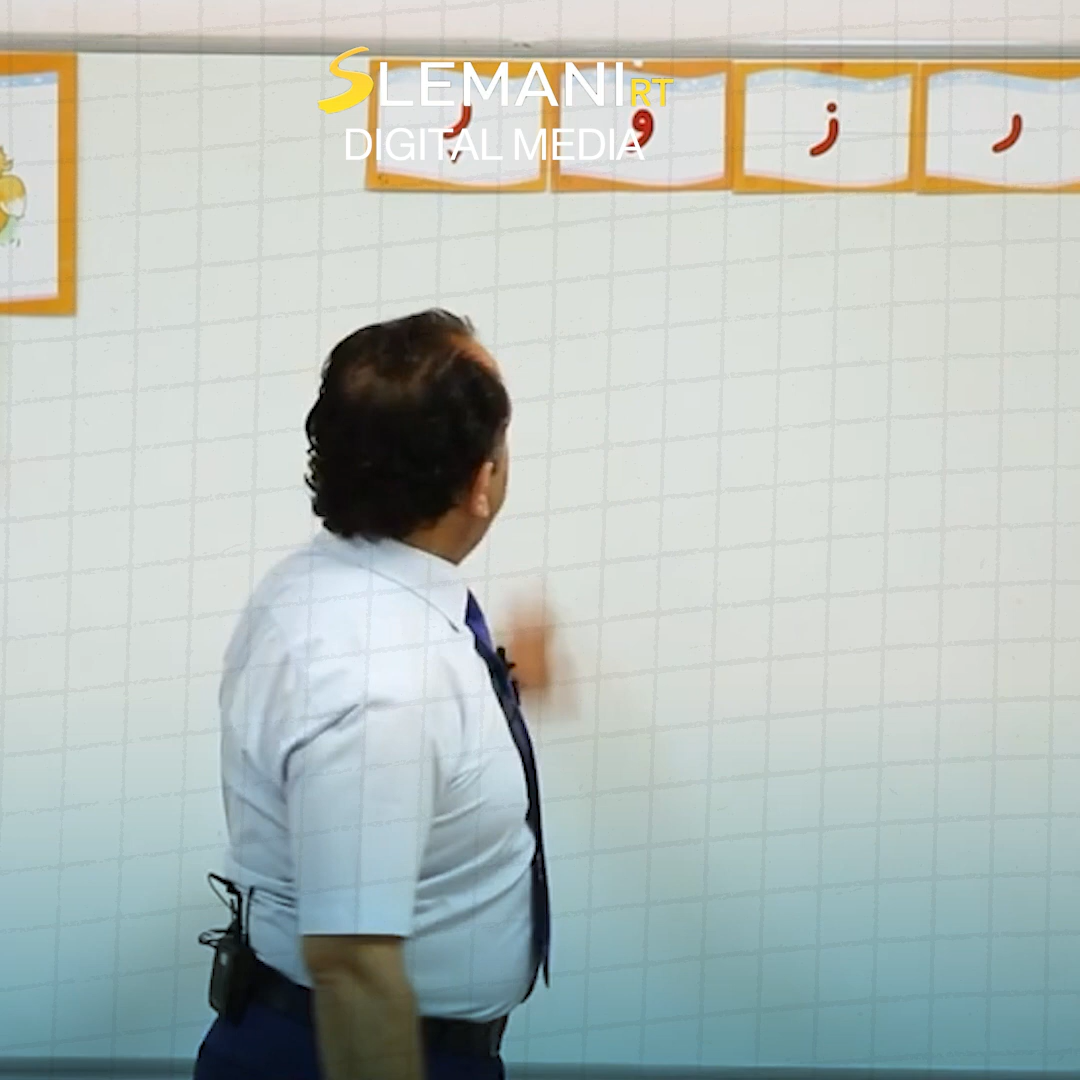 SLEMANI RT
DIGITAL MEDIA
ر ز و ڕ